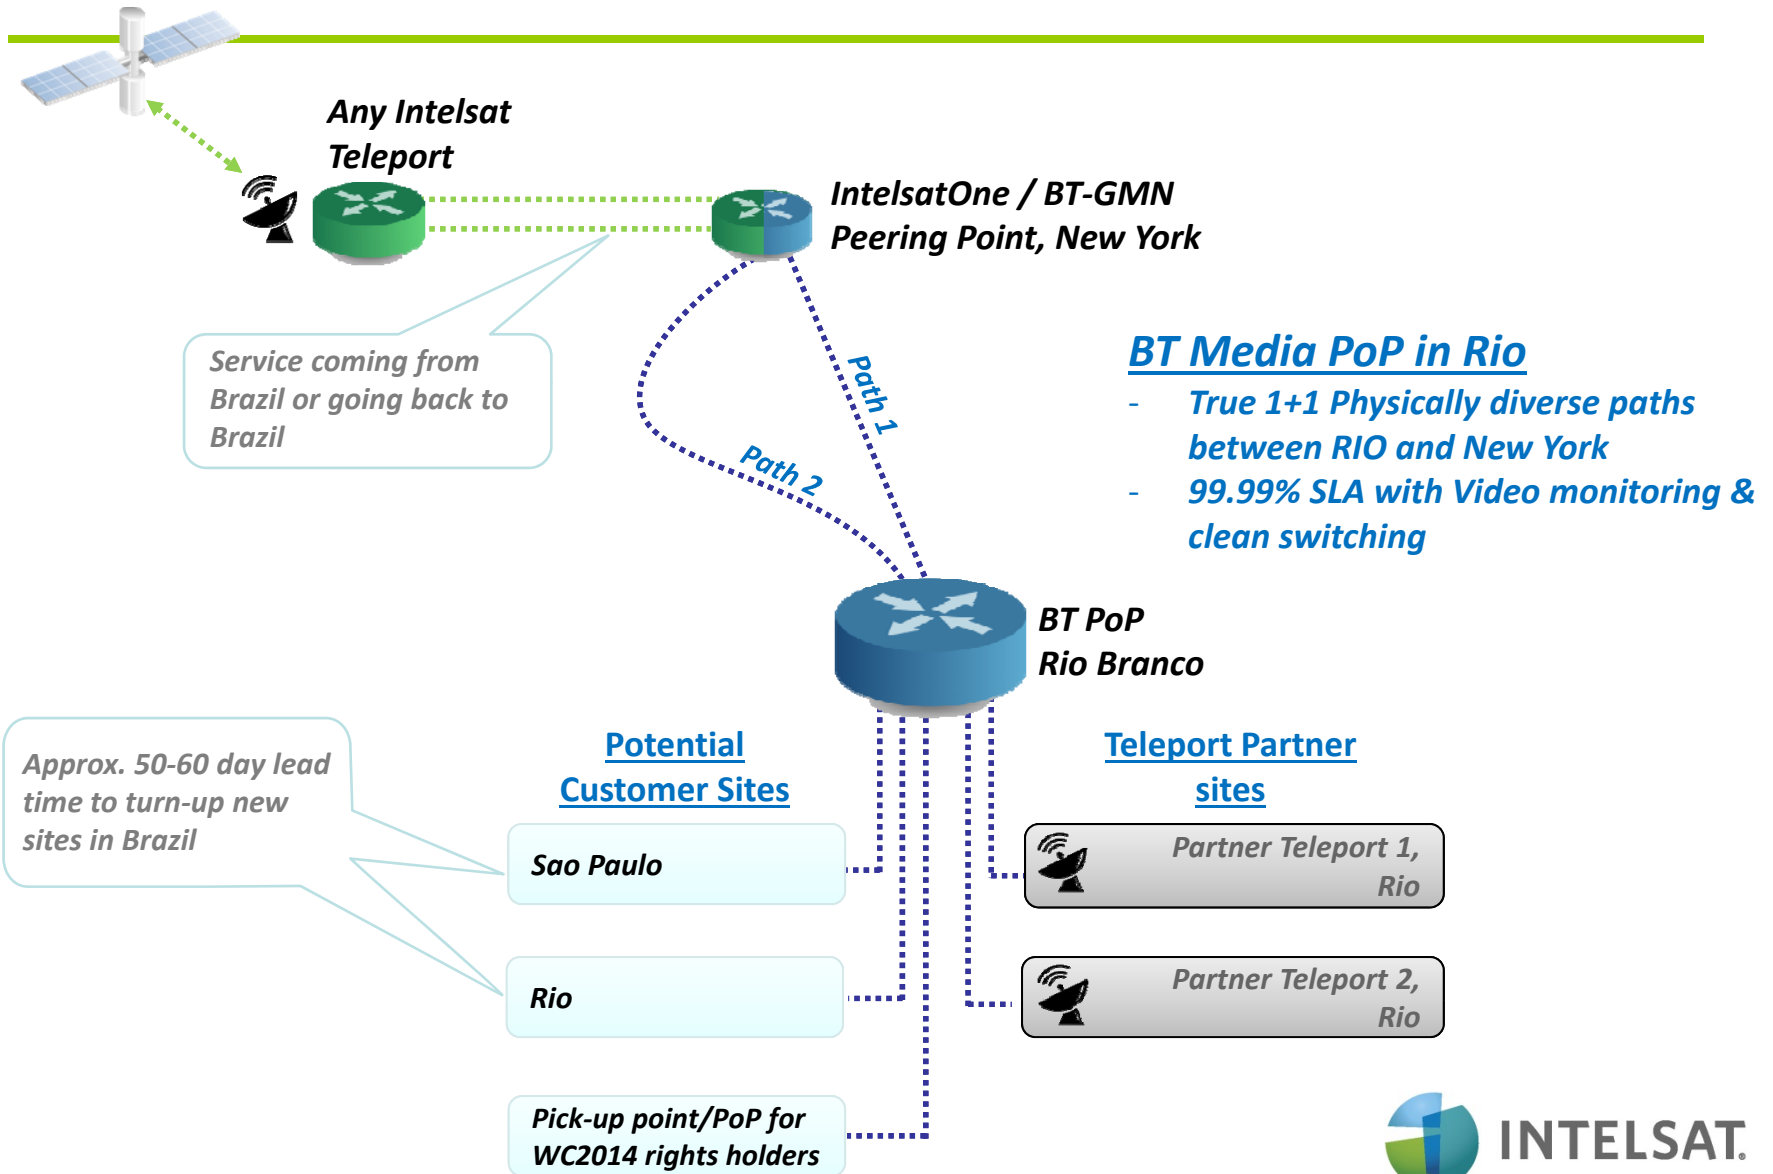 Any Intelsat
Teleport
IntelsatOne / BT-GMN
Peering Point, New York
Service coming from
Brazil or going back to
Brazil
Path 1
Path 2
BT Media PoP in Rio
- True 1+1 Physically diverse paths
between RIO and New York
- 99.99% SLA with Video monitoring &
clean switching
BT PoP
Rio Branco
Approx. 50-60 day lead
time to turn-up new
sites in Brazil
Potential
Customer Sites
Sao Paulo
Rio
Pick-up point/PoP for
WC2014 rights holders
Teleport Partner
sites
Partner Teleport 1,
Rio
Partner Teleport 2,
Rio
INTELSAT.